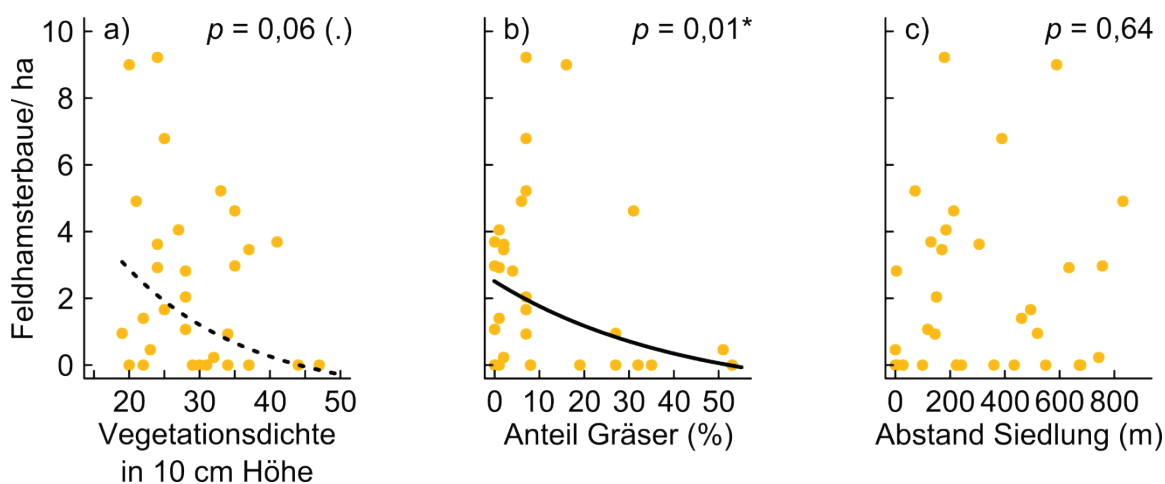 Feldhamsterbaue/ ha
10
8
6
4
2
0
a)
p = 0,06 (.)
20 30 40 50
Vegetationsdichte
in 10 cm Höhe
b)
p = 0,01*
0 10 20 30 40 50
Anteil Gräser (%)
c)
p = 0,64
0 200 400 600 800
Abstand Siedlung (m)